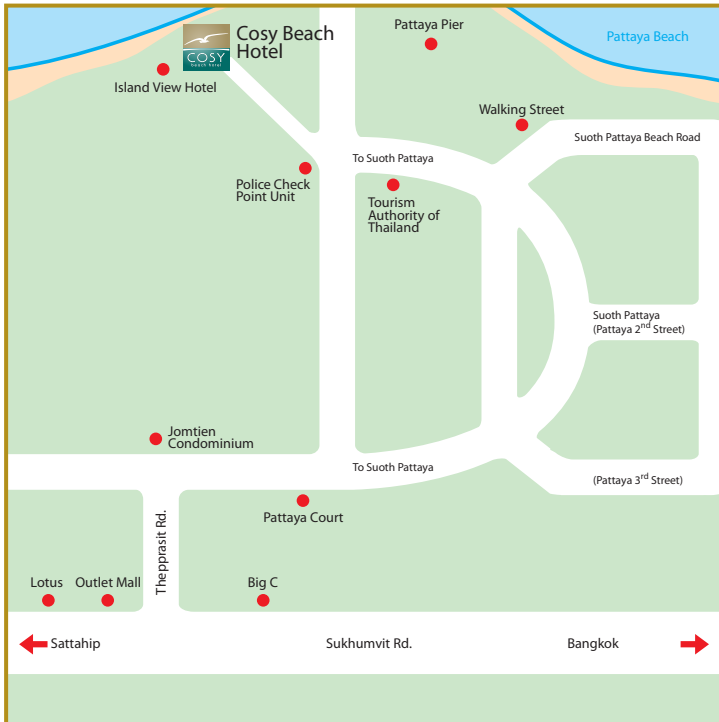 Cosy Beach
Hotel
COSY
beach hotel
Pattaya Pier
Pattaya Beach
Island View Hotel
Walking Street
Suoth Pattaya Beach Road
To Suoth Pattaya
Police Check
Point Unit
Tourism
Authority of
Thailand
Suoth Pattaya
(Pattaya 2nd Street)
Jomtien
Condominium
To Suoth Pattaya
(Pattaya 3rd Street)
Pattaya Court
Thepprasit Rd.
Lotus
Outlet Mall
Big C
Sattahip
Sukhumvit Rd.
Bangkok